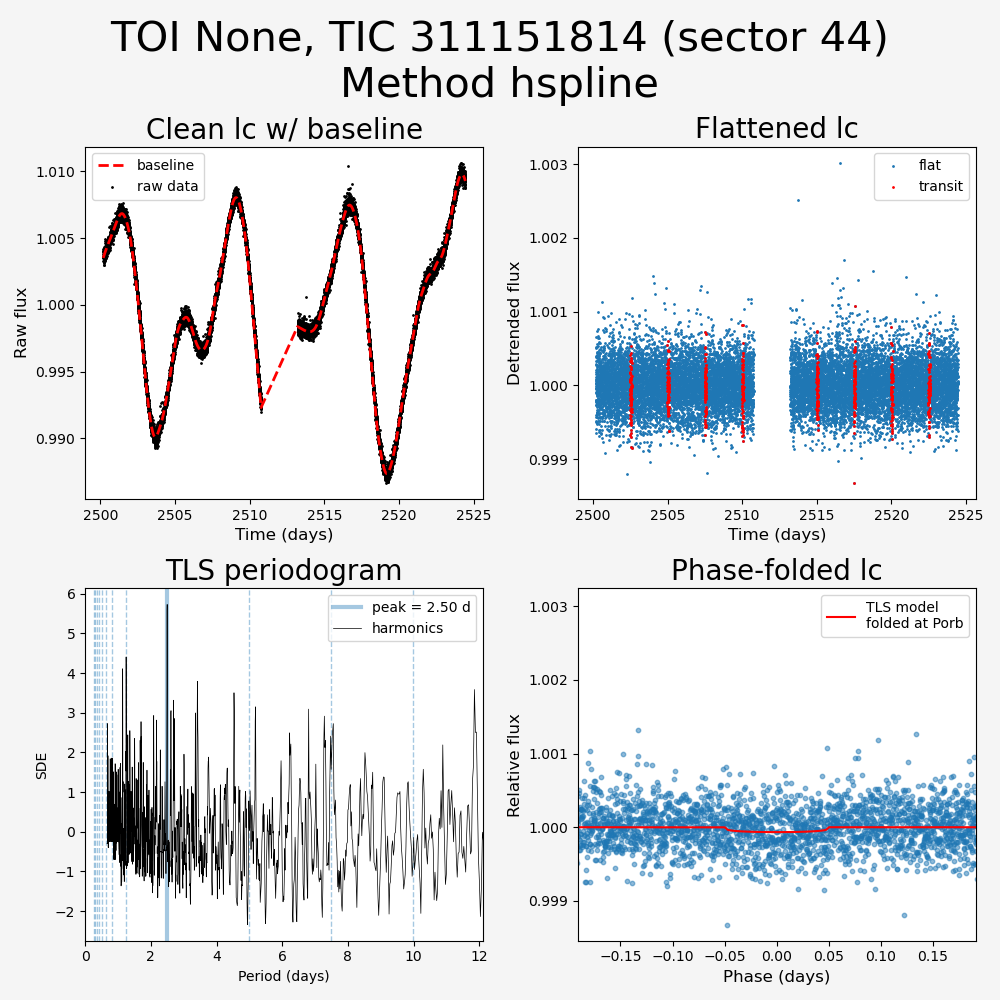 TOI None, TIC 311151814 (sector 44)
Method hspline
Clean lc w/ baseline
baseline
raw data
1.010
1.005
1.000
0.995
0.990
Raw flux
2500 2505 2510 2515 2520 2525
Time (days)
Flattened lc
flat
transit
1.003
1.002
1.001
1.000
0.999
Detrended flux
2500 2505 2510 2515 2520 2525
Time (days)
TLS periodogram
peak = 2.50 d
harmonics
6
5
4
3
2
1
0
−1
−2
SDE
0 2 4 6 8 10 12
Period (days)
Phase-folded lc
TLS model
folded at Porb
1.003
1.002
1.001
1.000
0.999
Relative flux
−0.15 −0.10 −0.05 0.00 0.05 0.10 0.15
Phase (days)